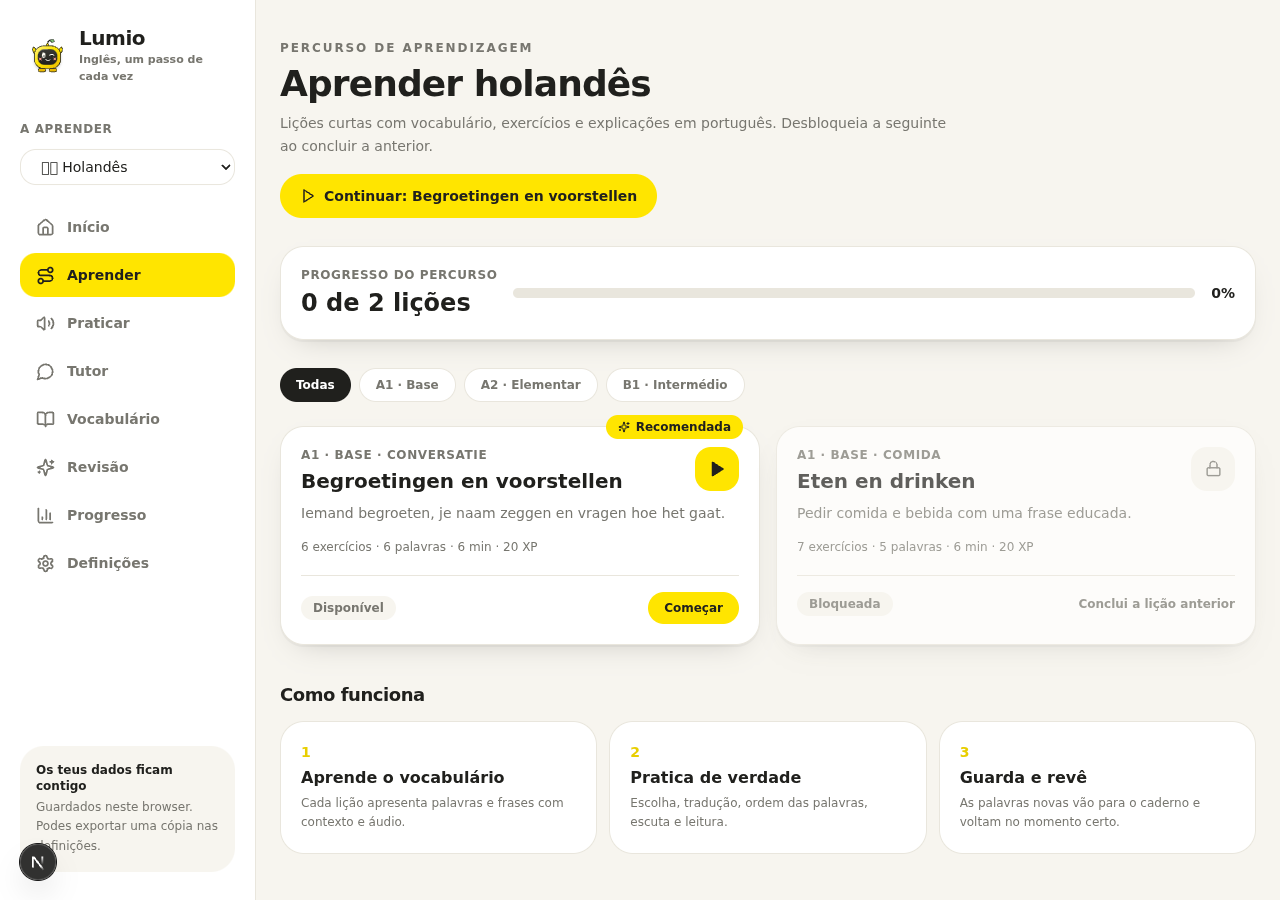 Lumio
Inglês, um passo de
cada vez
A APRENDER
Holandês
Início
Aprender
Praticar
Tutor
Vocabulário
Revisão
Progresso
Definições
Os teus dados ficam
contigo
Guardados neste browser.
Podes exportar uma cópia nas
definições.
N
PERCURSO DE APRENDIZAGEM
Aprender holandês
Lições curtas com vocabulário, exercícios e explicações em português. Desbloqueia a seguinte
ao concluir a anterior.
Continuar: Begroetingen en voorstellen
PROGRESSO DO PERCURSO
0 de 2 lições
0%
Todas
A1 · Base
A2 · Elementar
B1 · Intermédio
Recomendada
A1 · BASE · CONVERSATIE
Begroetingen en voorstellen
Iemand begroeten, je naam zeggen en vragen hoe het gaat.
6 exercícios · 6 palavras · 6 min · 20 XP
Disponível
Começar
A1 · BASE · COMIDA
Eten en drinken
Pedir comida e bebida com uma frase educada.
7 exercícios · 5 palavras · 6 min · 20 XP
Bloqueada
Conclui a lição anterior
Como funciona
1
Aprende o vocabulário
Cada lição apresenta palavras e frases com
contexto e áudio.
2
Pratica de verdade
Escolha, tradução, ordem das palavras,
escuta e leitura.
3
Guarda e revê
As palavras novas vão para o caderno e
voltam no momento certo.